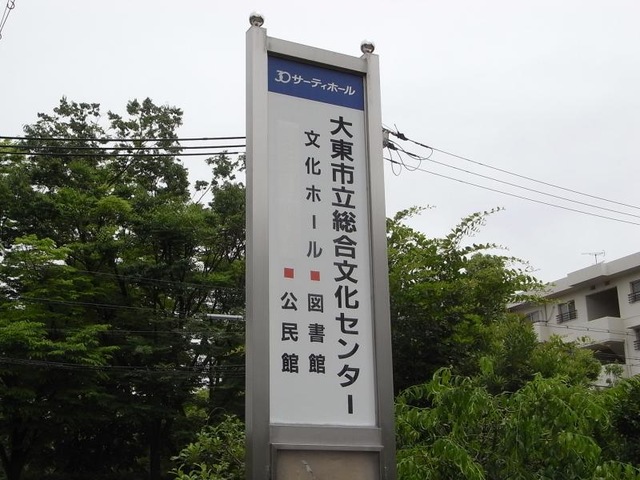 30 サーティホール
大東市立総合文化センター
文化ホール■図書館
■公民館